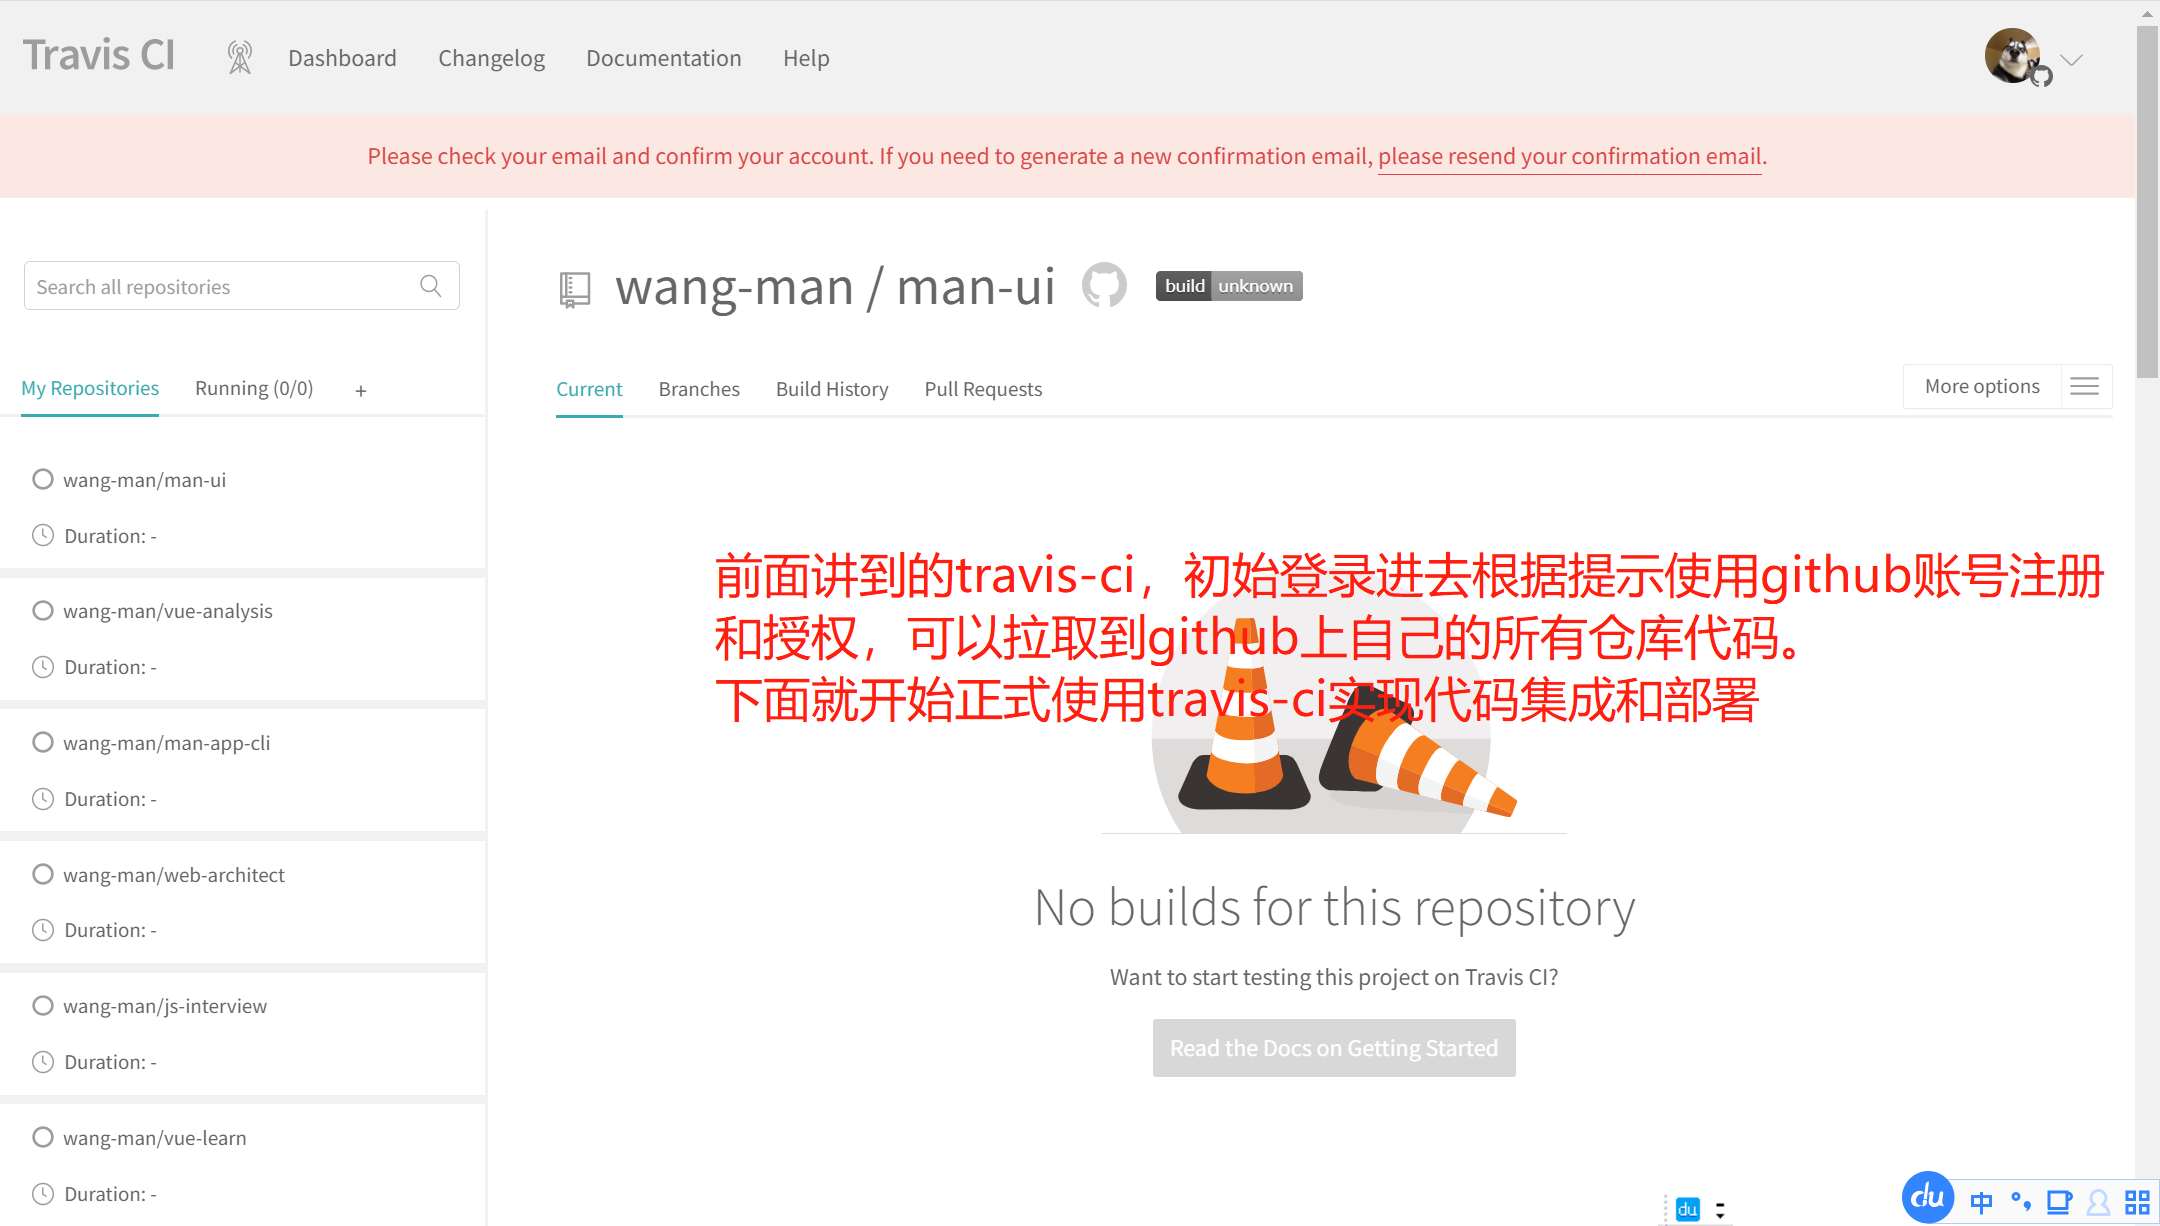 Travis CI
Dashboard
Changelog
Documentation
Help
Please check your email and confirm your account. If you need to generate a new confirmation email, please resend your confirmation email.
Search all repositories
wang-man / man-ui
build unknown
My Repositories
Running (0/0)
+
Current
Branches
Build History
Pull Requests
More options
wang-man/man-ui
Duration: -
wang-man/vue-analysis
Duration: -
wang-man/man-app-cli
Duration: -
wang-man/web-architect
Duration: -
wang-man/js-interview
Duration: -
wang-man/vue-learn
Duration: -
前面讲到的travis-ci，初始登录进去根据提示使用github账号注册
和授权，可以拉取到github上自己的所有仓库代码。
下面就开始正式使用travis-ci实现代码集成和部署
No builds for this repository
Want to start testing this project on Travis CI?
Read the Docs on Getting Started
du
du
中